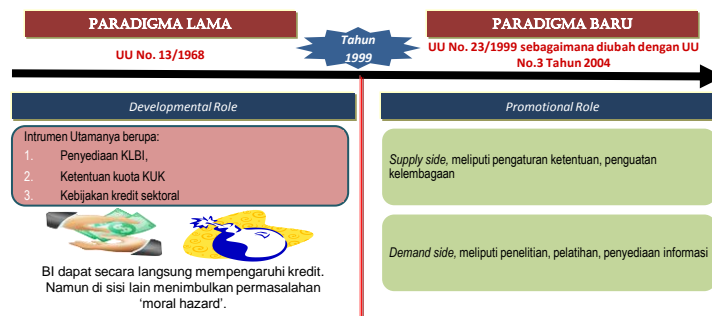 PARADIGMA LAMA
UU No. 13/1968
Tahun
1999
PARADIGMA BARU
UU No. 23/1999 sebagaimana diubah dengan UU
No.3 Tahun 2004
Developmental Role
Intrumen Utamanya berupa:
1. Penyediaan KLBI,
2. Ketentuan kuota KUK
3. Kebijakan kredit sektoral
BI dapat secara langsung mempengaruhi kredit.
Namun di sisi lain menimbulkan permasalahan
‘moral hazard’.
Promotional Role
Supply side, meliputi pengaturan ketentuan, penguatan
kelembagaan
Demand side, meliputi penelitian, pelatihan, penyediaan informasi